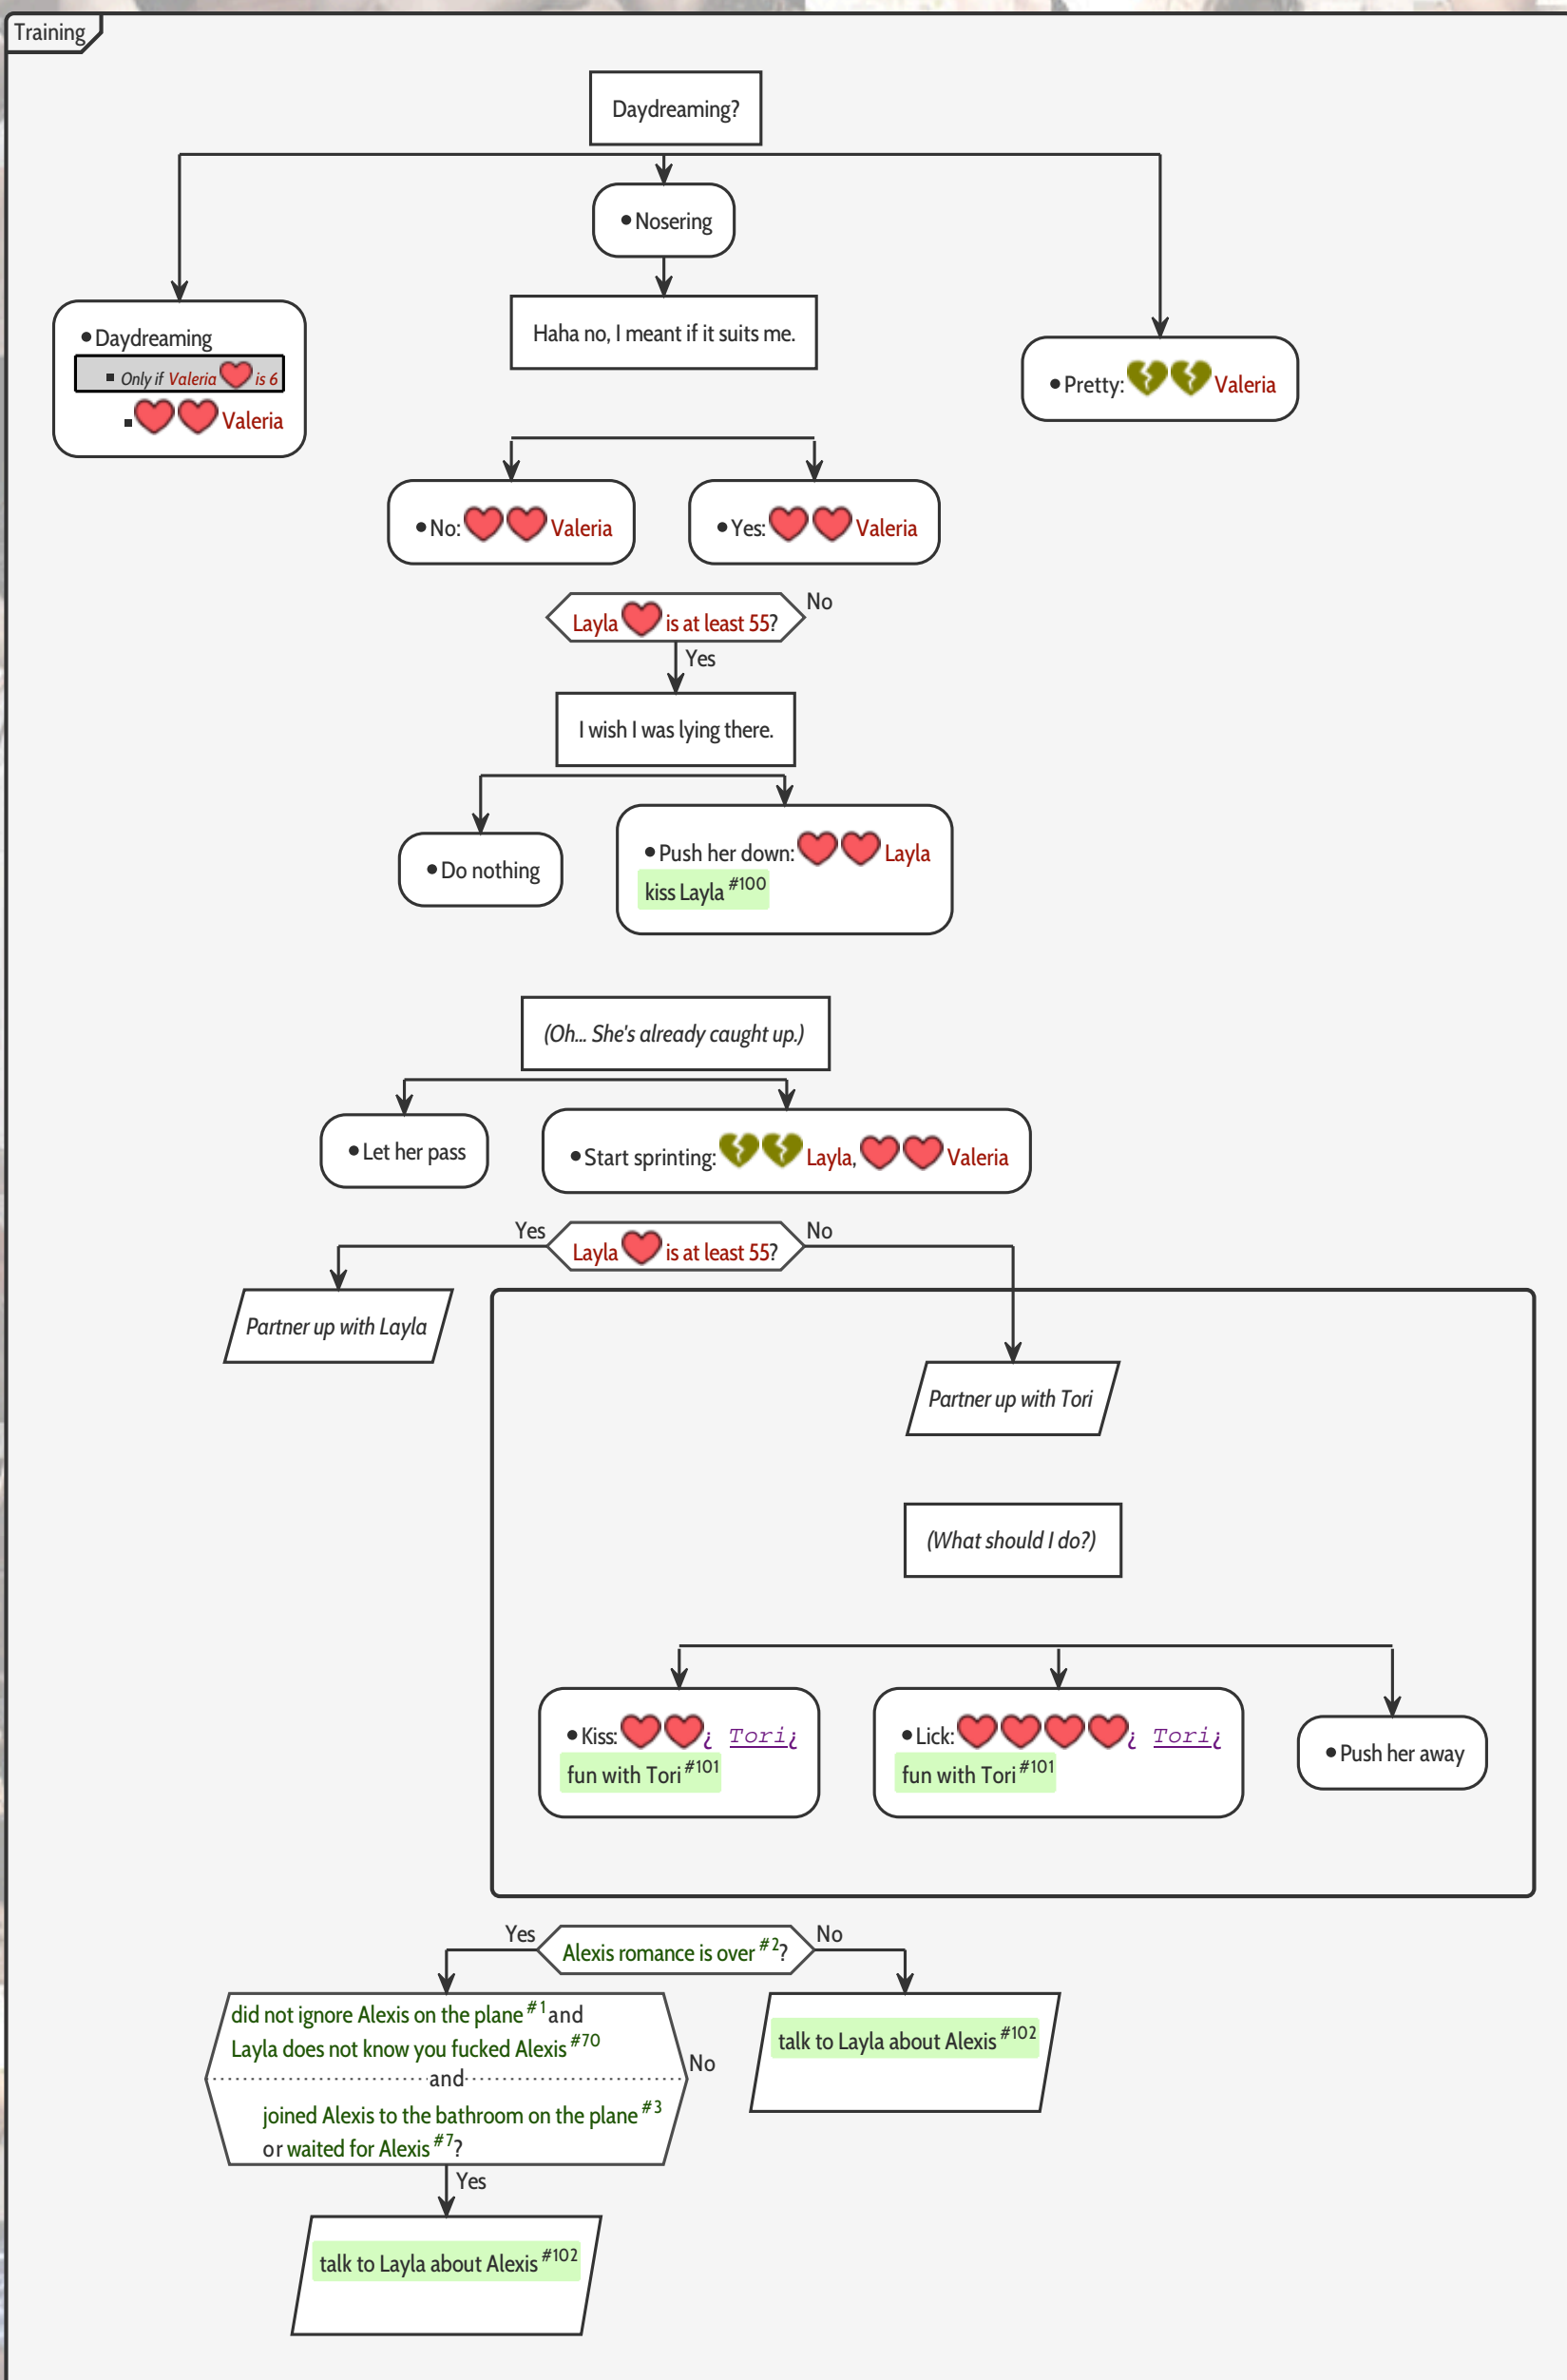 Training
Daydreaming?
•Nosering
•Daydreaming
▪ Only if Valeria ❤ is 6
▪❤❤ Valeria
Haha no, I meant if it suits me.
•Pretty: 💔💔 Valeria
•No: ❤❤ Valeria
•Yes: ❤❤ Valeria
Layla ❤ is at least 55?
No
Yes
I wish I was lying there.
•Do nothing
•Push her down: ❤❤ Layla
kiss Layla #100
(Oh... She's already caught up.)
•Let her pass
•Start sprinting: 💔💔 Layla, ❤❤ Valeria
Yes
Layla ❤ is at least 55?
No
Partner up with Layla
Partner up with Tori
(What should I do?)
•Kiss: ❤❤¿ Tori¿
fun with Tori #101
•Lick: ❤❤❤❤¿ Tori¿
fun with Tori #101
•Push her away
Yes
Alexis romance is over #2?
No
did not ignore Alexis on the plane #1 and
Layla does not know you fucked Alexis #70
and
joined Alexis to the bathroom on the plane #3
or waited for Alexis #7?
No
talk to Layla about Alexis #102
Yes
talk to Layla about Alexis #102